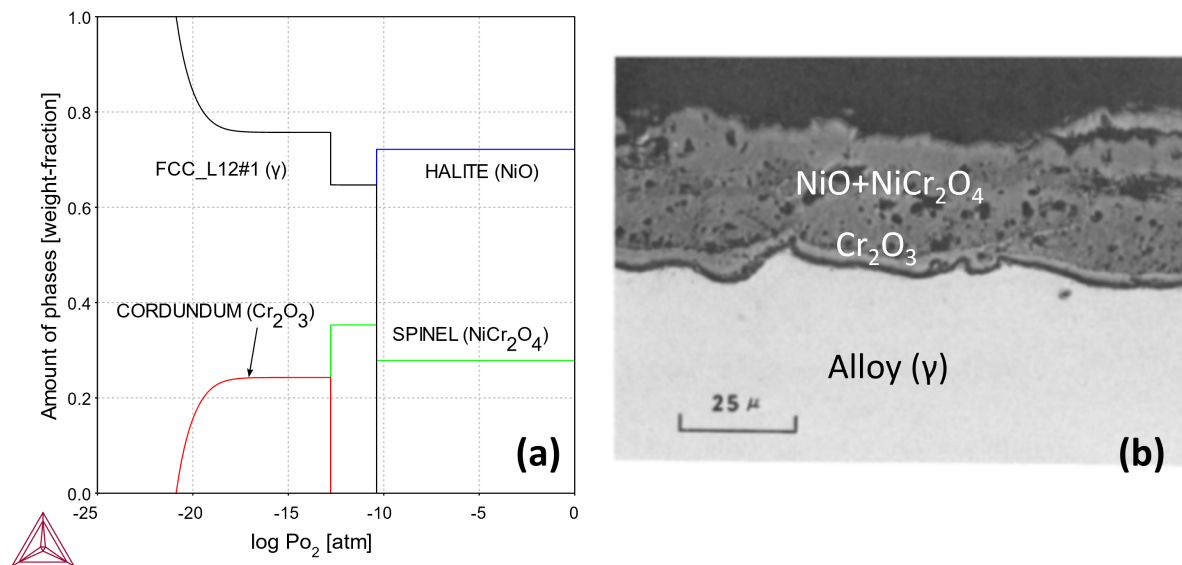 Amount of phases [weight-fraction]
1.0
0.8
0.6
0.4
0.2
0.0
FCC_L12#1 (γ)
HALITE (NiO)
CORDUNDUM (Cr2O3)
SPINEL (NiCr2O4)
(a)
-25 -20 -15 -10 -5 0
log Po2 [atm]
NiO+NiCr2O4
Cr2O3
Alloy (γ)
25 μ
(b)